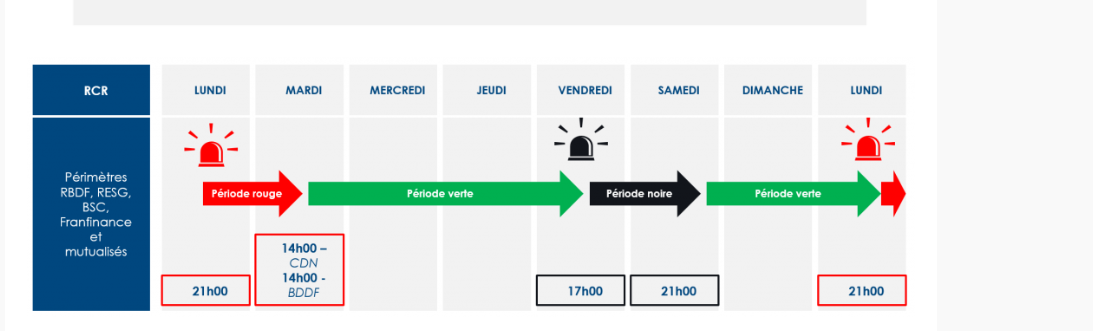 RCR
LUNDI
MARDI
MERCREDI
JEUDI
VENDREDI
SAMEDI
DIMANCHE
LUNDI
Périmètres
RBDF, RESG,
BSC,
Franfinance
et
mutualisés
Période rouge
Période verte
Période noire
Période verte
21h00
14h00 –
CDN
14h00 -
BDDF
17h00
21h00
21h00